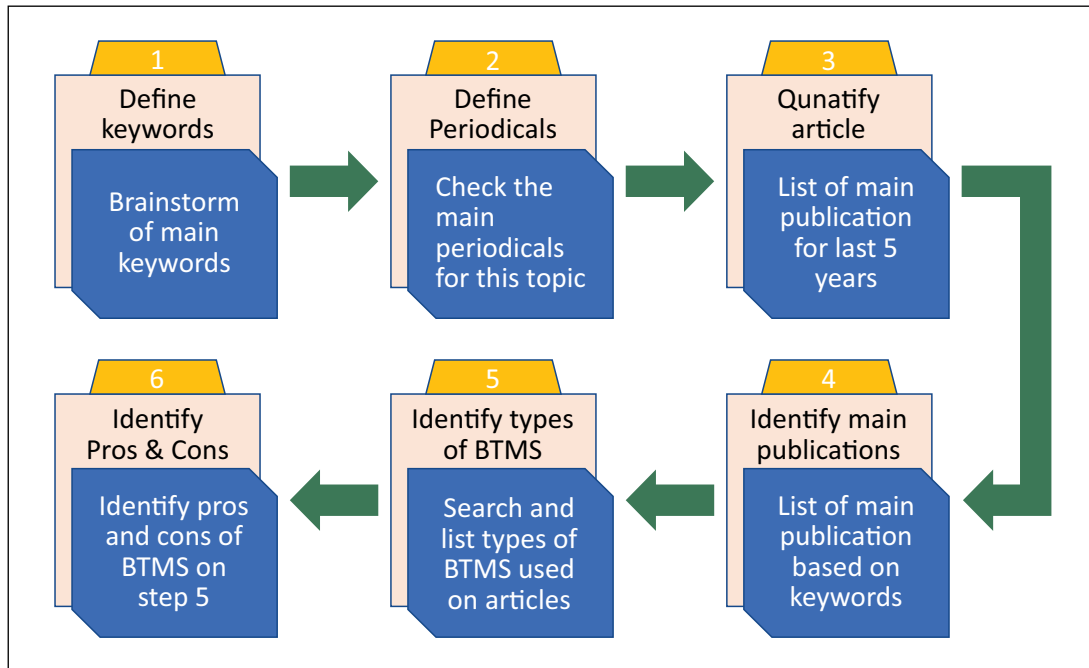 1
Define
keywords
Brainstorm
of main
keywords
2
Define
Periodicals
Check the
main
periodicals
for this topic
3
Qunatify
article
List of main
publication
for last 5
years
4
Identify main
publications
List of main
publication
based on
keywords
5
Identify types
of BTMS
Search and
list types of
BTMS used
on articles
6
Identify
Pros & Cons
Identify pros
and cons of
BTMS on
step 5